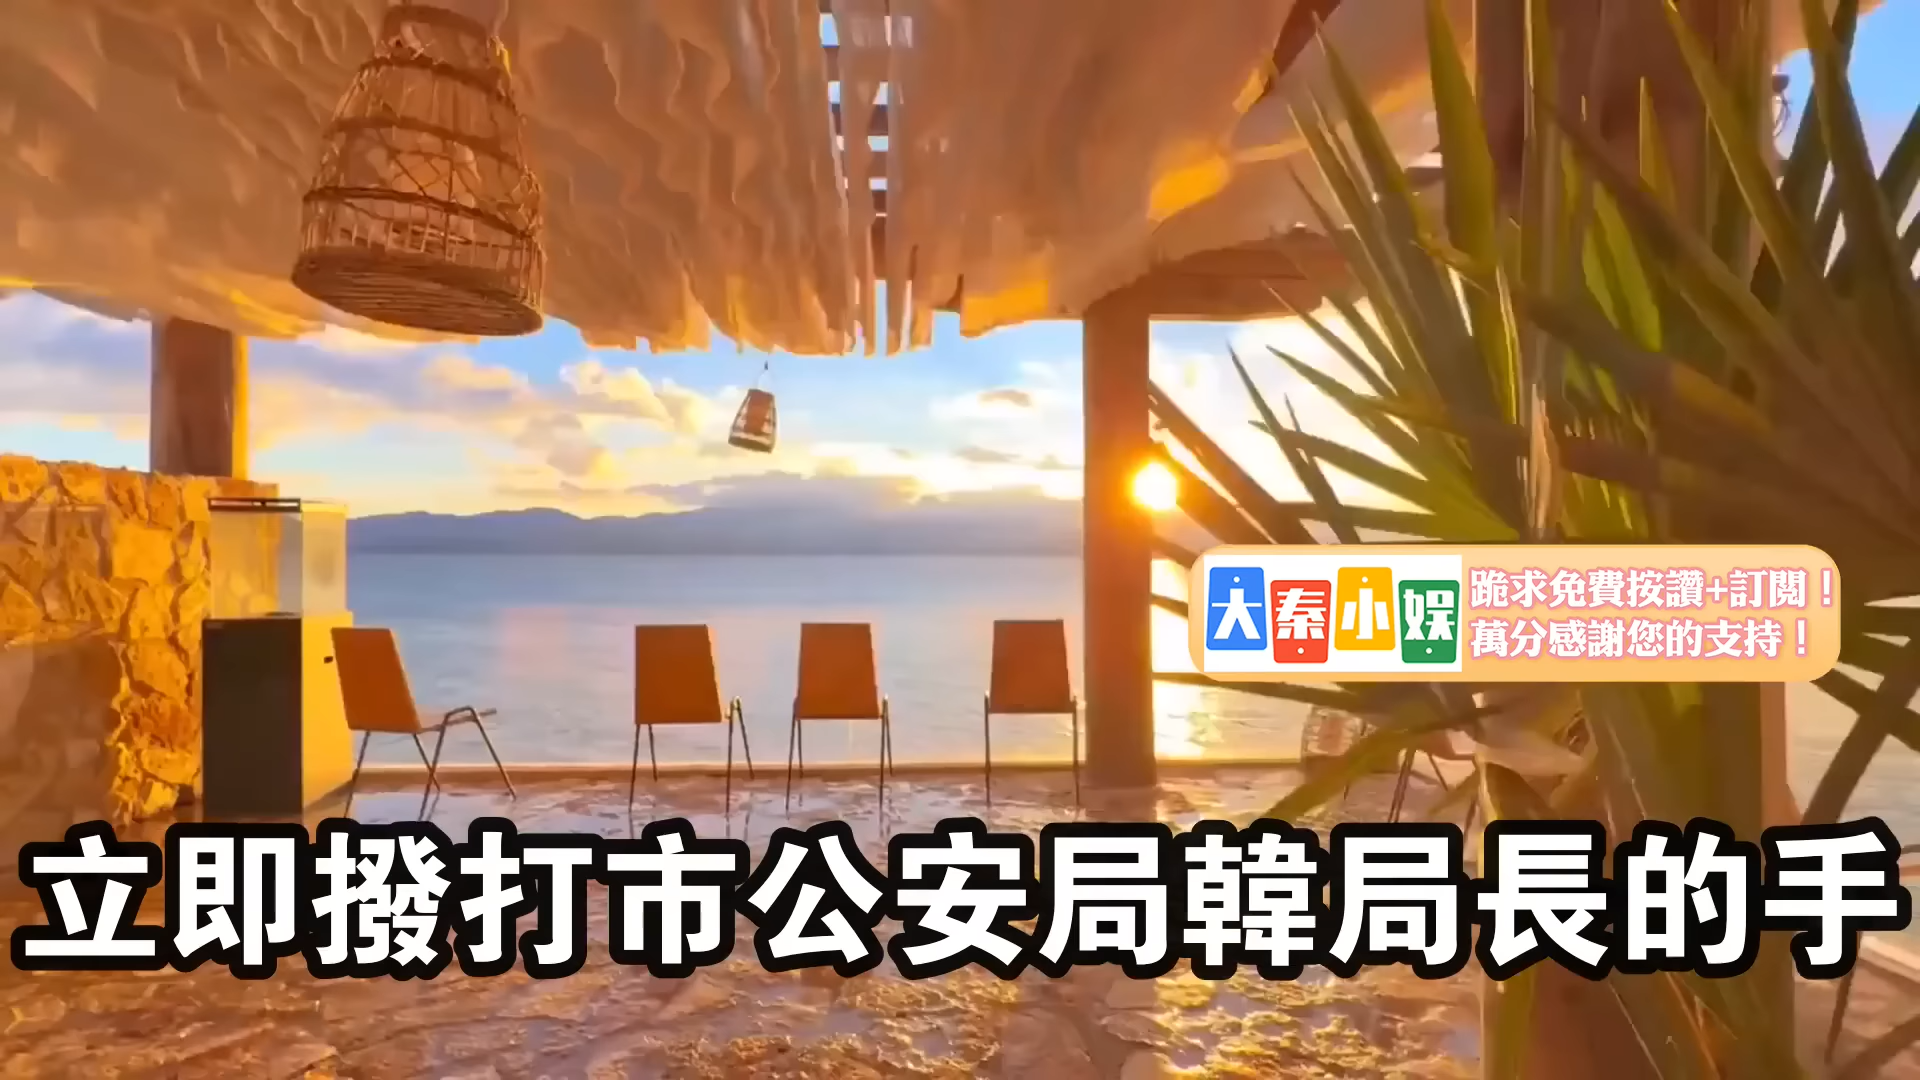 大秦小娱
跪求免費按讚+訂閱！
萬分感謝您的支持！
立即撥打市公安局韓局長的手